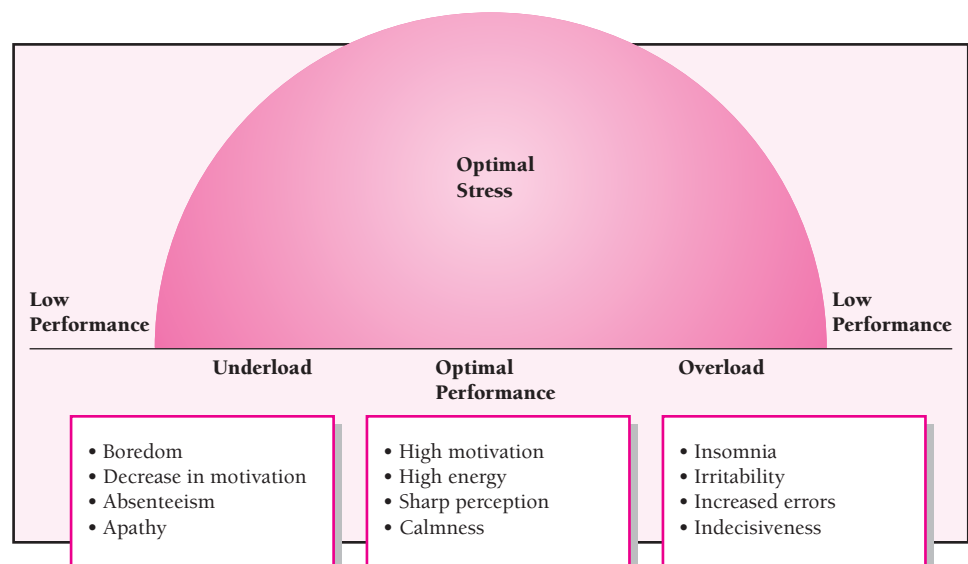 Optimal
Stress
Low
Performance
Low
Performance
Underload
Optimal
Performance
Overload
• Boredom
• Decrease in motivation
• Absenteeism
• Apathy
• High motivation
• High energy
• Sharp perception
• Calmness
• Insomnia
• Irritability
• Increased errors
• Indecisiveness